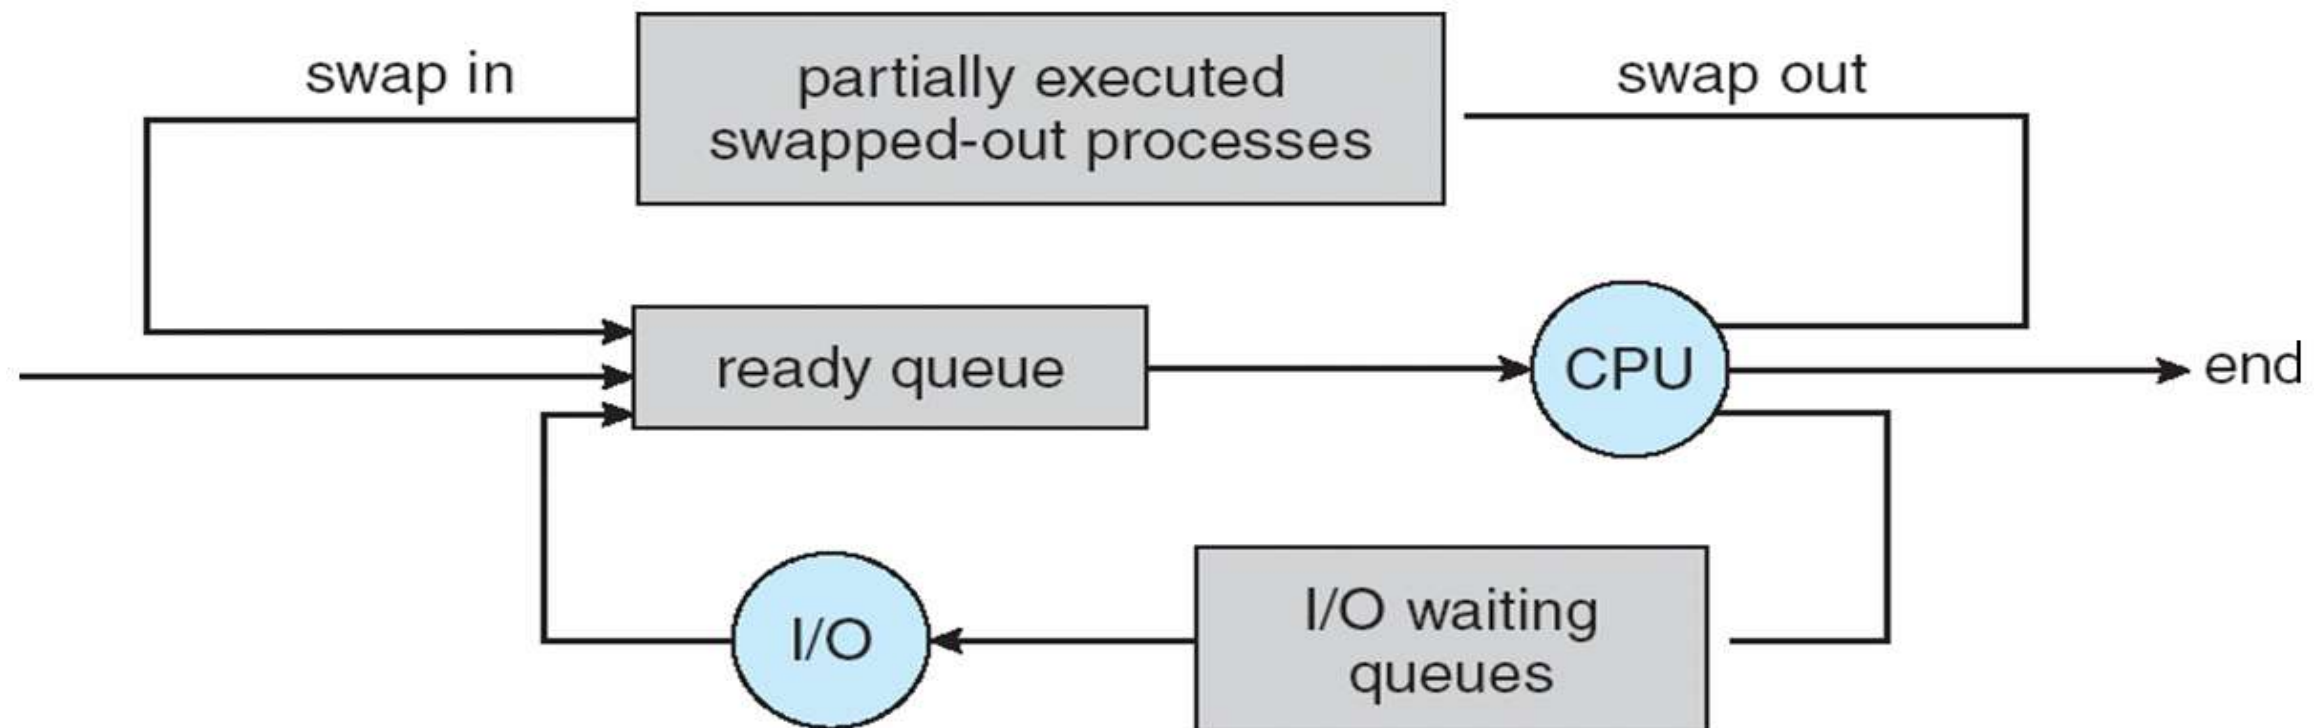 swap in
partially executed
swapped-out processes
swap out
ready queue
CPU
end
I/O
I/O waiting
queues